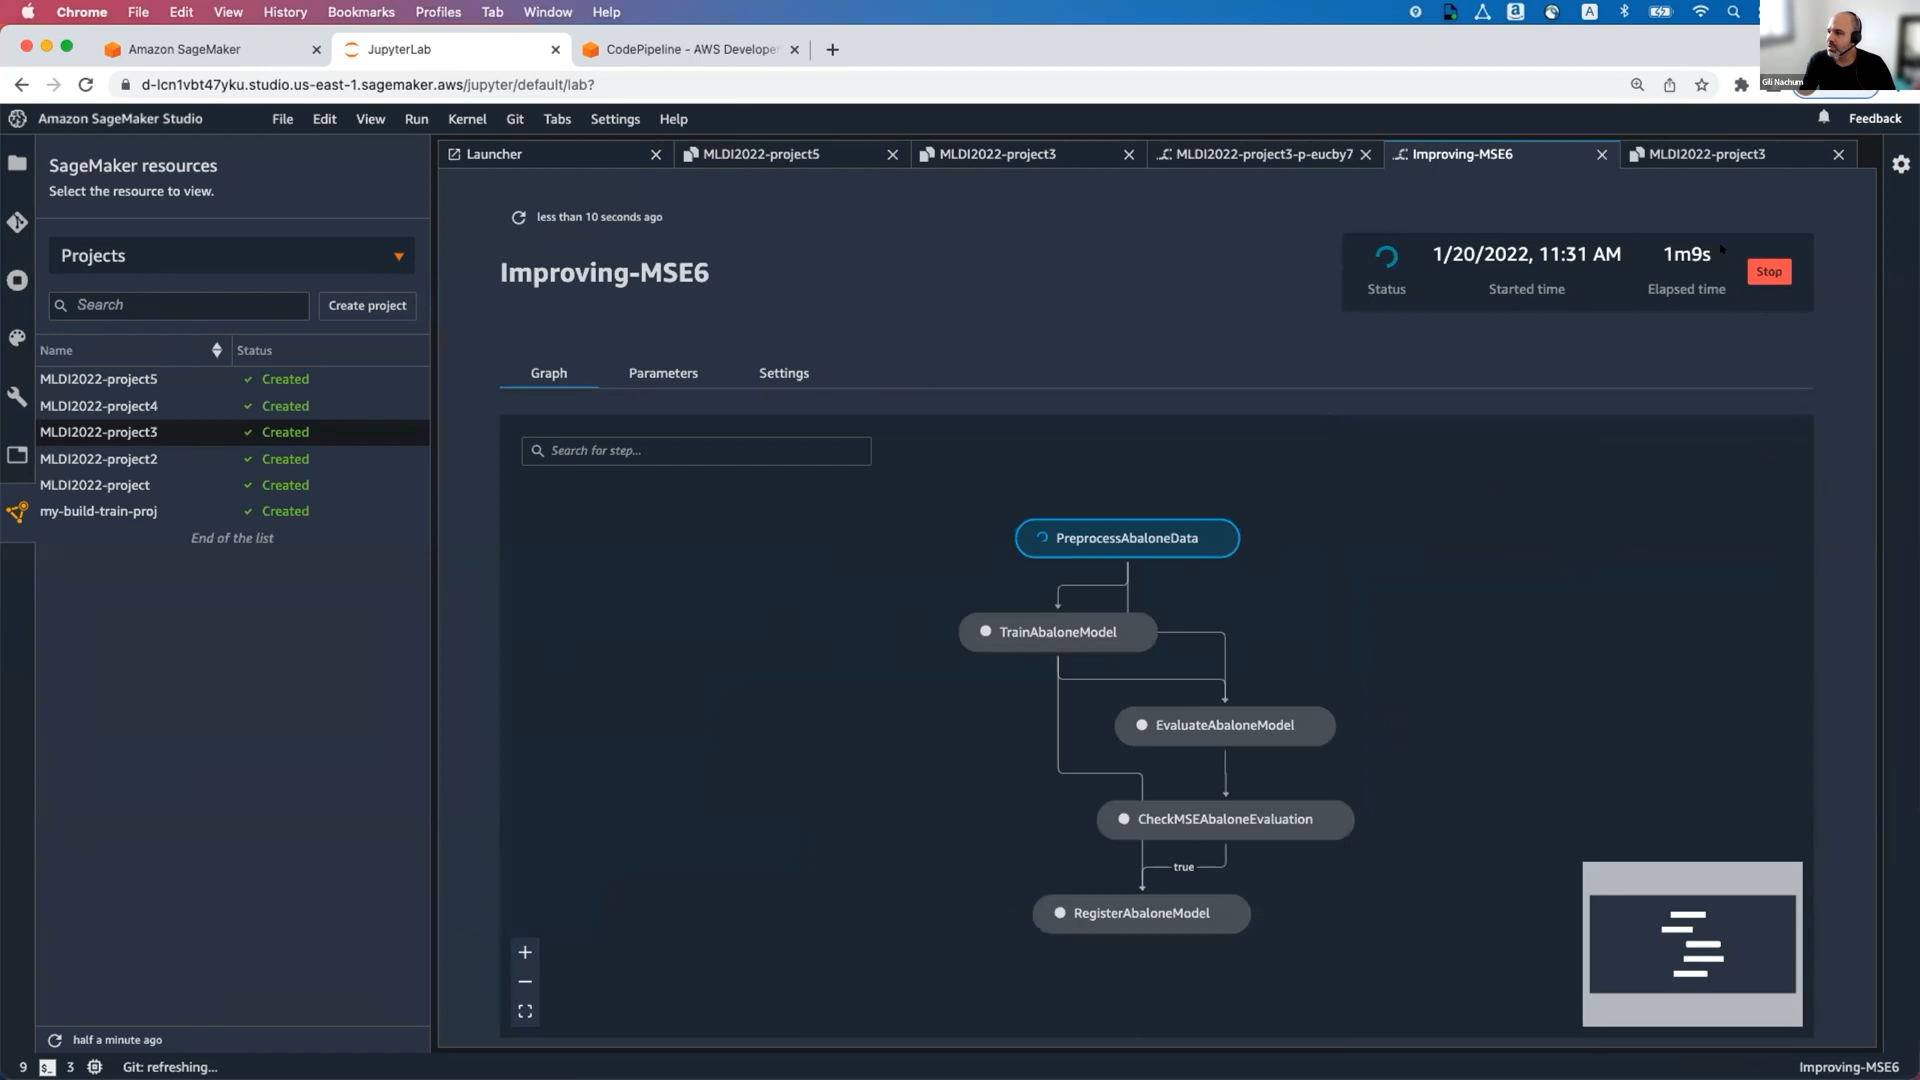 Chrome File Edit View History Bookmarks Profiles Tab Window Help
Amazon SageMaker JupyterLab CodePipeline - AWS Developer
d-lcn1vbt47yku.studio.us-east-1.sagemaker.aws/jupyter/default/lab?
Gili Nachum
Amazon SageMaker Studio File Edit View Run Kernel Git Tabs Settings Help Feedback
Launcher MLDI2022-project5 MLDI2022-project3 MLDI2022-project3-p-eucby7 Improving-MSE6 MLDI2022-project3
SageMaker resources
Select the resource to view.
Projects
Search Create project
Name Status
MLDI2022-project5 Created
MLDI2022-project4 Created
MLDI2022-project3 Created
MLDI2022-project2 Created
MLDI2022-project Created
my-build-train-proj Created
End of the list
half a minute ago
less than 10 seconds ago
Improving-MSE6
1/20/2022, 11:31 AM 1m9s Stop
Status Started time Elapsed time
Graph Parameters Settings
Search for step...
PreprocessAbaloneData
TrainAbaloneModel
EvaluateAbaloneModel
CheckMSEAbaloneEvaluation
true
RegisterAbaloneModel
9 $_ 3 Git: refreshing... Improving-MSE6